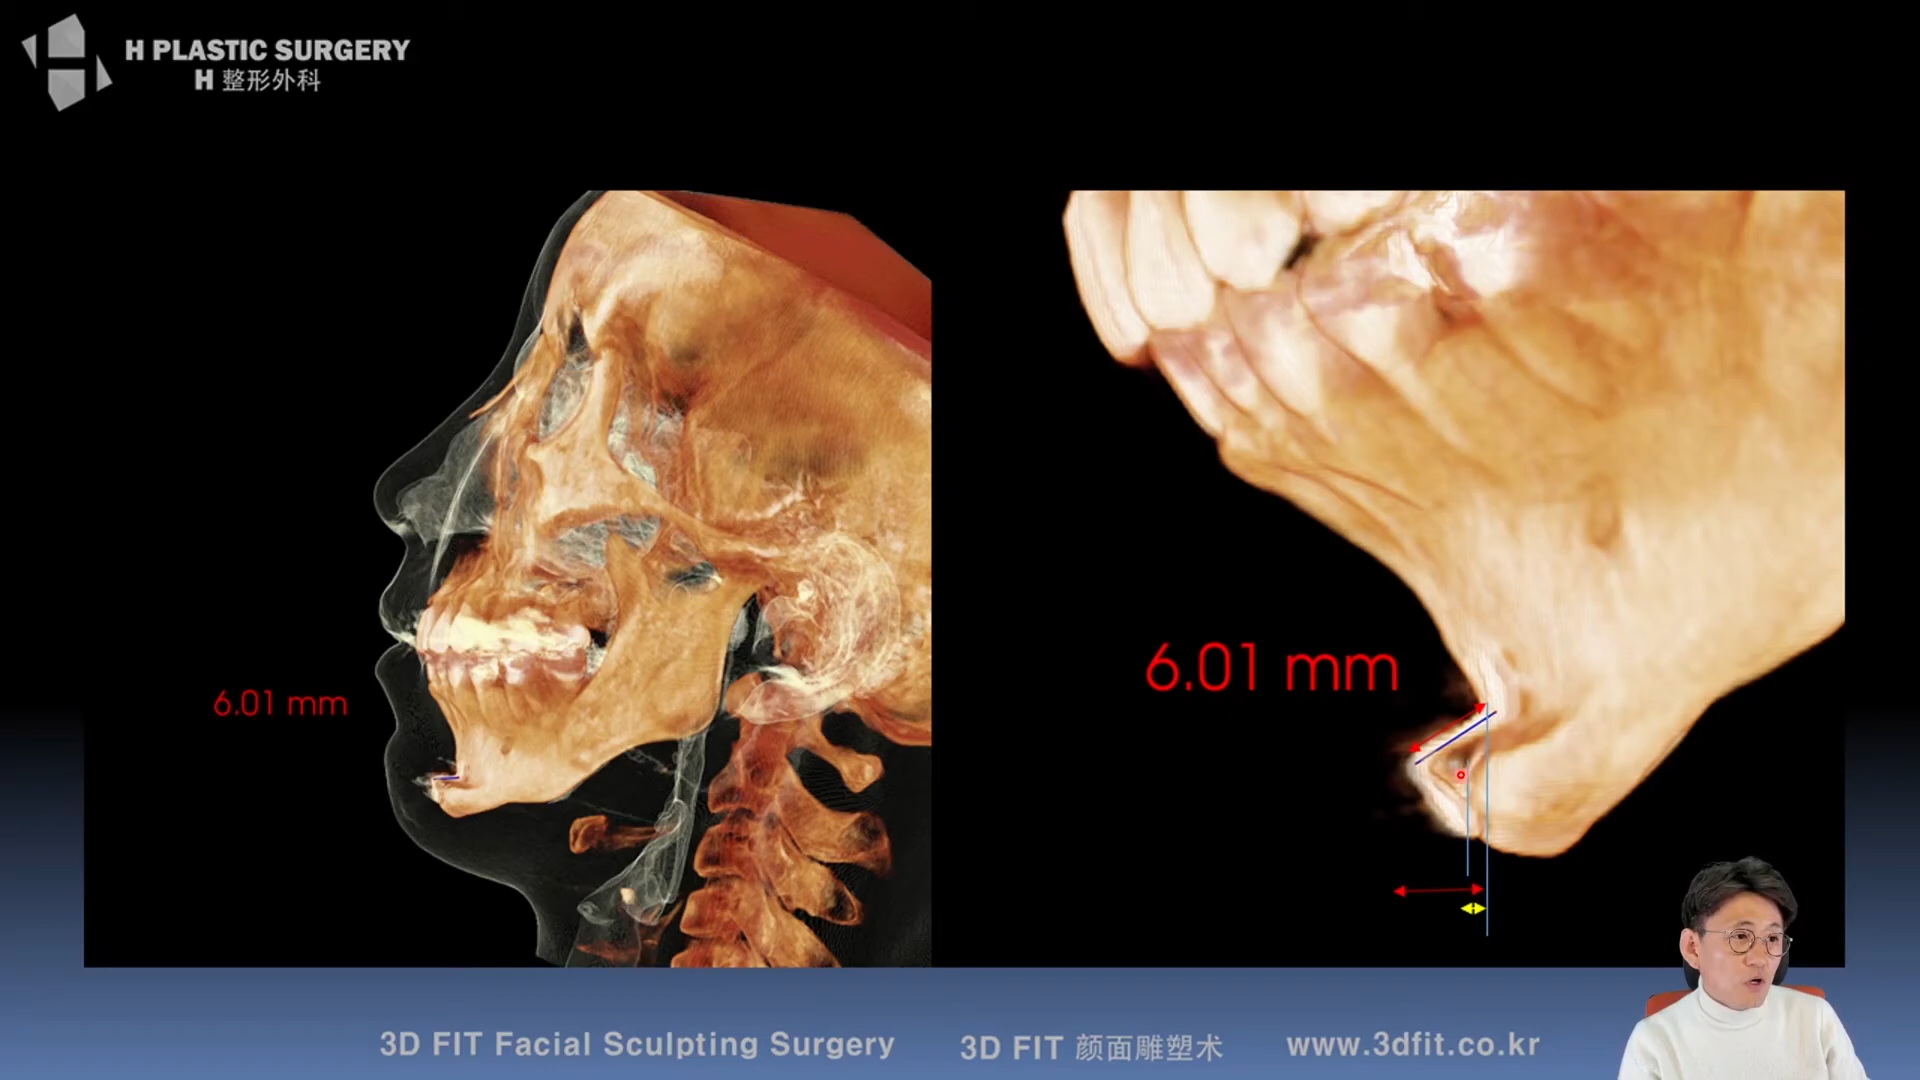 H PLASTIC SURGERY
H 整形外科
6.01 mm
6.01 mm
3D FIT Facial Sculpting Surgery
3D FIT 颜面雕塑术
www.3dfit.co.kr